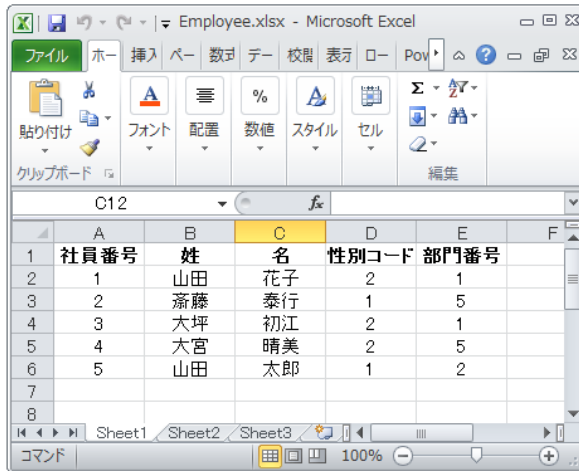 Employee.xlsx - Microsoft Excel
ファイル ホー 挿入 ペー 数式 デー 校閲 表示 ロー Pov
貼り付け フォント 配置 数値 スタイル セル
クリップボード 編集
C12 fx
A B C D E F
1 社員番号 姓 名 性別コード 部門番号
2 1 山田 花子 2 1
3 2 斎藤 泰行 1 5
4 3 大坪 初江 2 1
5 4 大宮 晴美 2 5
6 5 山田 太郎 1 2
7
8
Sheet1 Sheet2 Sheet3
コマンド 100%